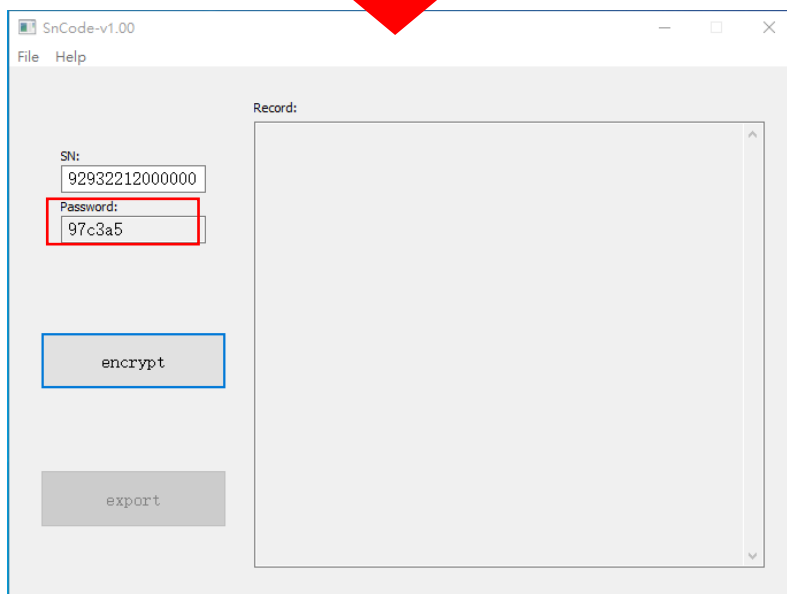 SnCode-v1.00
File Help
Record:
SN:
92932212000000
Password:
97c3a5
encrypt
export